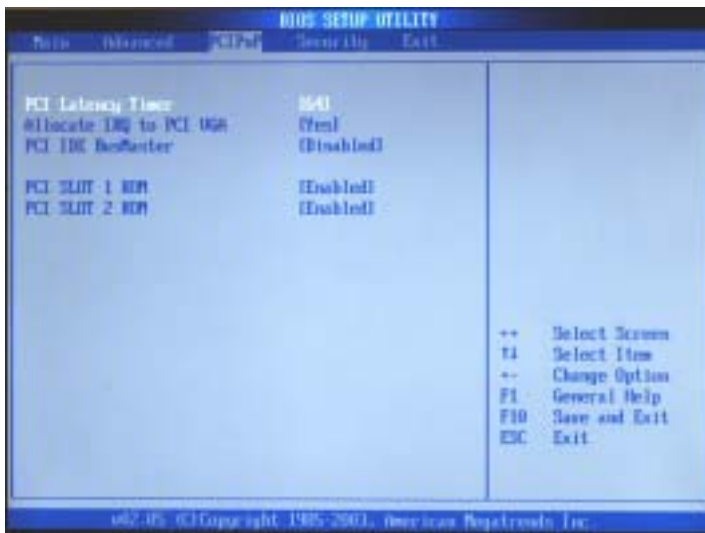 BIOS SETUP UTILITY
Main Advanced PCIPnP Security Exit
PCI Latency Timer [64]
Allocate IRQ to PCI VGA [Yes]
PCI IDE BusMaster [Disabled]
PCI SLOT 1 ROM [Enabled]
PCI SLOT 2 ROM [Enabled]
↔ Select Screen
↑↓ Select Item
+- Change Option
F1 General Help
F10 Save and Exit
ESC Exit
v02.05 (C)Copyright 1985-2003, American Megatrends Inc.